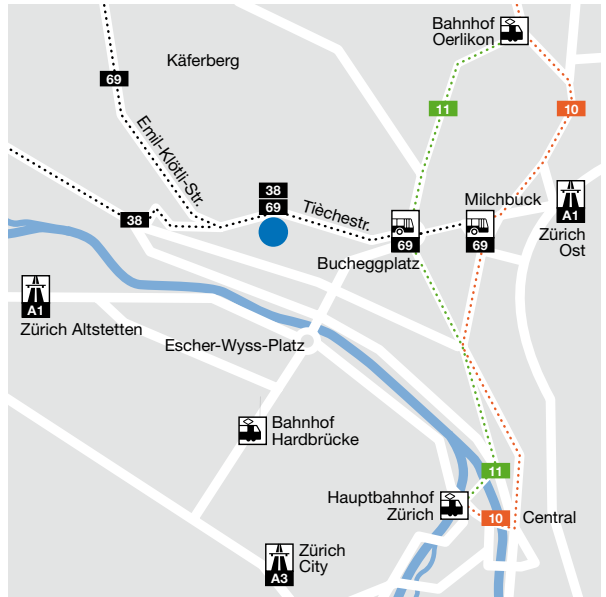 Bahnhof
Oerlikon
Käferberg
69
11
10
Emil-Klötli-Str.
38
69
Tièchestr.
Milchbuck
38
69
69
A1
Zürich
Ost
Bucheggplatz
A1
Zürich Altstetten
Escher-Wyss-Platz
Bahnhof
Hardbrücke
11
Hauptbahnhof
Zürich
10
Central
Zürich
City
A3